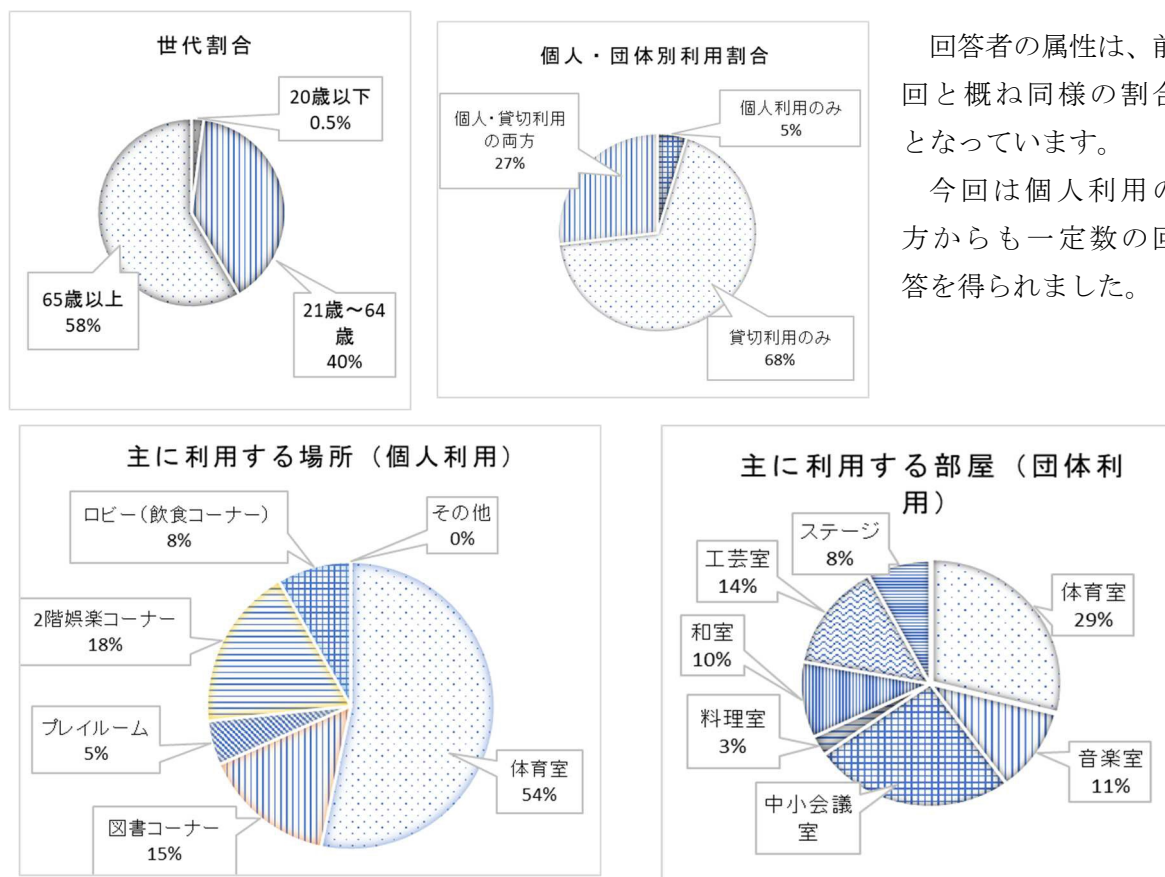 世代割合
20歳以下
0.5%
65歳以上
58%
21歳～64
歳
40%
個人・団体別利用割合
個人・貸切利用
の両方
27%
個人利用のみ
5%
貸切利用のみ
68%
回答者の属性は、前
回と概ね同様の割合
となっています。
今回は個人利用の
方からも一定数の回
答を得られました。
主に利用する場所（個人利用）
ロビー（飲食コーナー）
8%
その他
0%
2階娯楽コーナー
18%
プレイルーム
5%
図書コーナー
15%
体育室
54%
主に利用する部屋（団体利
用）
ステージ
8%
工芸室
14%
和室
10%
料理室
3%
中小会議
室
体育室
29%
音楽室
11%